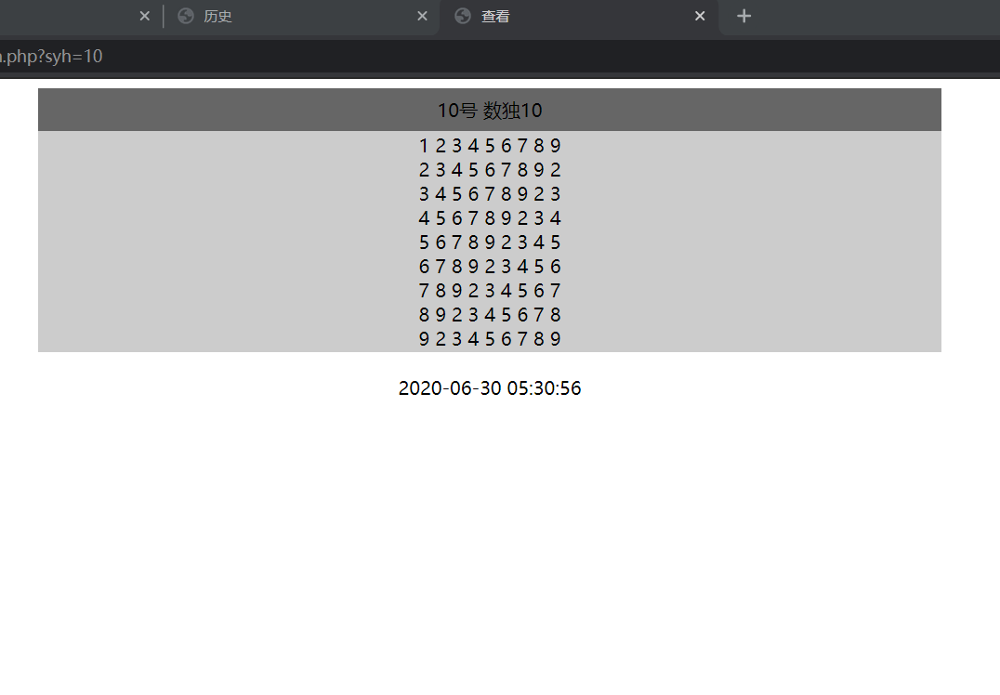 历史
查看
.php?syh=10
10号 数独10
1 2 3 4 5 6 7 8 9
2 3 4 5 6 7 8 9 2
3 4 5 6 7 8 9 2 3
4 5 6 7 8 9 2 3 4
5 6 7 8 9 2 3 4 5
6 7 8 9 2 3 4 5 6
7 8 9 2 3 4 5 6 7
8 9 2 3 4 5 6 7 8
9 2 3 4 5 6 7 8 9
2020-06-30 05:30:56